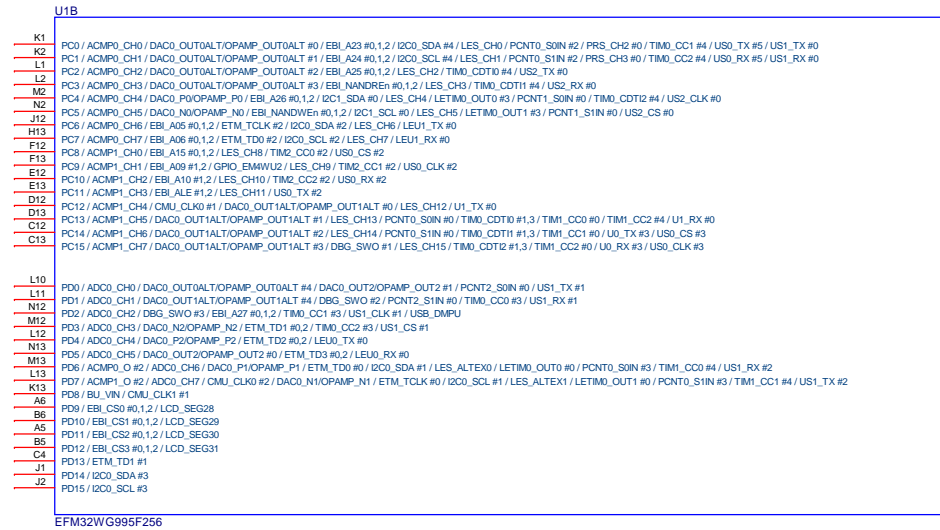 U1B
K1 PC0 / ACMP0_CH0 / DAC0_OUT0ALT/OPAMP_OUT0ALT #0 / EBI_A23 #0,1,2 / I2C0_SDA #4 / LES_CH0 / PCNT0_S0IN #2 / PRS_CH2 #0 / TIM0_CC1 #4 / US0_TX #5 / US1_TX #0
K2 PC1 / ACMP0_CH1 / DAC0_OUT0ALT/OPAMP_OUT0ALT #1 / EBI_A24 #0,1,2 / I2C0_SCL #4 / LES_CH1 / PCNT0_S1IN #2 / PRS_CH3 #0 / TIM0_CC2 #4 / US0_RX #5 / US1_RX #0
L1 PC2 / ACMP0_CH2 / DAC0_OUT0ALT/OPAMP_OUT0ALT #2 / EBI_A25 #0,1,2 / LES_CH2 / TIM0_CDTI0 #4 / US2_TX #0
L2 PC3 / ACMP0_CH3 / DAC0_OUT0ALT/OPAMP_OUT0ALT #3 / EBI_NANDREn #0,1,2 / LES_CH3 / TIM0_CDTI1 #4 / US2_RX #0
M2 PC4 / ACMP0_CH4 / DAC0_P0/OPAMP_P0 / EBI_A26 #0,1,2 / I2C1_SDA #0 / LES_CH4 / LETIM0_OUT0 #3 / PCNT1_S0IN #0 / TIM0_CDTI2 #4 / US2_CLK #0
N2 PC5 / ACMP0_CH5 / DAC0_N0/OPAMP_N0 / EBI_NANDWEn #0,1,2 / I2C1_SCL #0 / LES_CH5 / LETIM0_OUT1 #3 / PCNT1_S1IN #0 / US2_CS #0
J12 PC6 / ACMP0_CH6 / EBI_A05 #0,1,2 / ETM_TCLK #2 / I2C0_SDA #2 / LES_CH6 / LEU1_TX #0
H13 PC7 / ACMP0_CH7 / EBI_A06 #0,1,2 / ETM_TD0 #2 / I2C0_SCL #2 / LES_CH7 / LEU1_RX #0
F12 PC8 / ACMP1_CH0 / EBI_A15 #0,1,2 / LES_CH8 / TIM2_CC0 #2 / US0_CS #2
F13 PC9 / ACMP1_CH1 / EBI_A09 #1,2 / GPIO_EM4WU2 / LES_CH9 / TIM2_CC1 #2 / US0_CLK #2
E12 PC10 / ACMP1_CH2 / EBI_A10 #1,2 / LES_CH10 / TIM2_CC2 #2 / US0_RX #2
E13 PC11 / ACMP1_CH3 / EBI_ALE #1,2 / LES_CH11 / US0_TX #2
D12 PC12 / ACMP1_CH4 / CMU_CLK0 #1 / DAC0_OUT1ALT/OPAMP_OUT1ALT #0 / LES_CH12 / U1_TX #0
D13 PC13 / ACMP1_CH5 / DAC0_OUT1ALT/OPAMP_OUT1ALT #1 / LES_CH13 / PCNT0_S0IN #0 / TIM0_CDTI0 #1,3 / TIM1_CC0 #0 / TIM1_CC2 #4 / U1_RX #0
C12 PC14 / ACMP1_CH6 / DAC0_OUT1ALT/OPAMP_OUT1ALT #2 / LES_CH14 / PCNT0_S1IN #0 / TIM0_CDTI1 #1,3 / TIM1_CC1 #0 / U0_TX #3 / US0_CS #3
C13 PC15 / ACMP1_CH7 / DAC0_OUT1ALT/OPAMP_OUT1ALT #3 / DBG_SWO #1 / LES_CH15 / TIM0_CDTI2 #1,3 / TIM1_CC2 #0 / U0_RX #3 / US0_CLK #3
L10 PD0 / ADC0_CH0 / DAC0_OUT0ALT/OPAMP_OUT0ALT #4 / DAC0_OUT2/OPAMP_OUT2 #1 / PCNT2_S0IN #0 / US1_TX #1
L11 PD1 / ADC0_CH1 / DAC0_OUT1ALT/OPAMP_OUT1ALT #4 / DBG_SWO #2 / PCNT2_S1IN #0 / TIM0_CC0 #3 / US1_RX #1
N12 PD2 / ADC0_CH2 / DBG_SWO #3 / EBI_A27 #0,1,2 / TIM0_CC1 #3 / US1_CLK #1 / USB_DMPU
M12 PD3 / ADC0_CH3 / DAC0_N2/OPAMP_N2 / ETM_TD1 #0,2 / TIM0_CC2 #3 / US1_CS #1
L12 PD4 / ADC0_CH4 / DAC0_P2/OPAMP_P2 / ETM_TD2 #0,2 / LEU0_TX #0
N13 PD5 / ADC0_CH5 / DAC0_OUT2/OPAMP_OUT2 #0 / ETM_TD3 #0,2 / LEU0_RX #0
M13 PD6 / ACMP0_O #2 / ADC0_CH6 / DAC0_P1/OPAMP_P1 / ETM_TD0 #0 / I2C0_SDA #1 / LES_ALTEX0 / LETIM0_OUT0 #0 / PCNT0_S0IN #3 / TIM1_CC0 #4 / US1_RX #2
L13 PD7 / ACMP1_O #2 / ADC0_CH7 / CMU_CLK0 #2 / DAC0_N1/OPAMP_N1 / ETM_TCLK #0 / I2C0_SCL #1 / LES_ALTEX1 / LETIM0_OUT1 #0 / PCNT0_S1IN #3 / TIM1_CC1 #4 / US1_TX #2
K13 PD8 / BU_VIN / CMU_CLK1 #1
A6 PD9 / EBI_CS0 #0,1,2 / LCD_SEG28
B6 PD10 / EBI_CS1 #0,1,2 / LCD_SEG29
A5 PD11 / EBI_CS2 #0,1,2 / LCD_SEG30
B5 PD12 / EBI_CS3 #0,1,2 / LCD_SEG31
C4 PD13 / ETM_TD1 #1
J1 PD14 / I2C0_SDA #3
J2 PD15 / I2C0_SCL #3
EFM32WG995F256